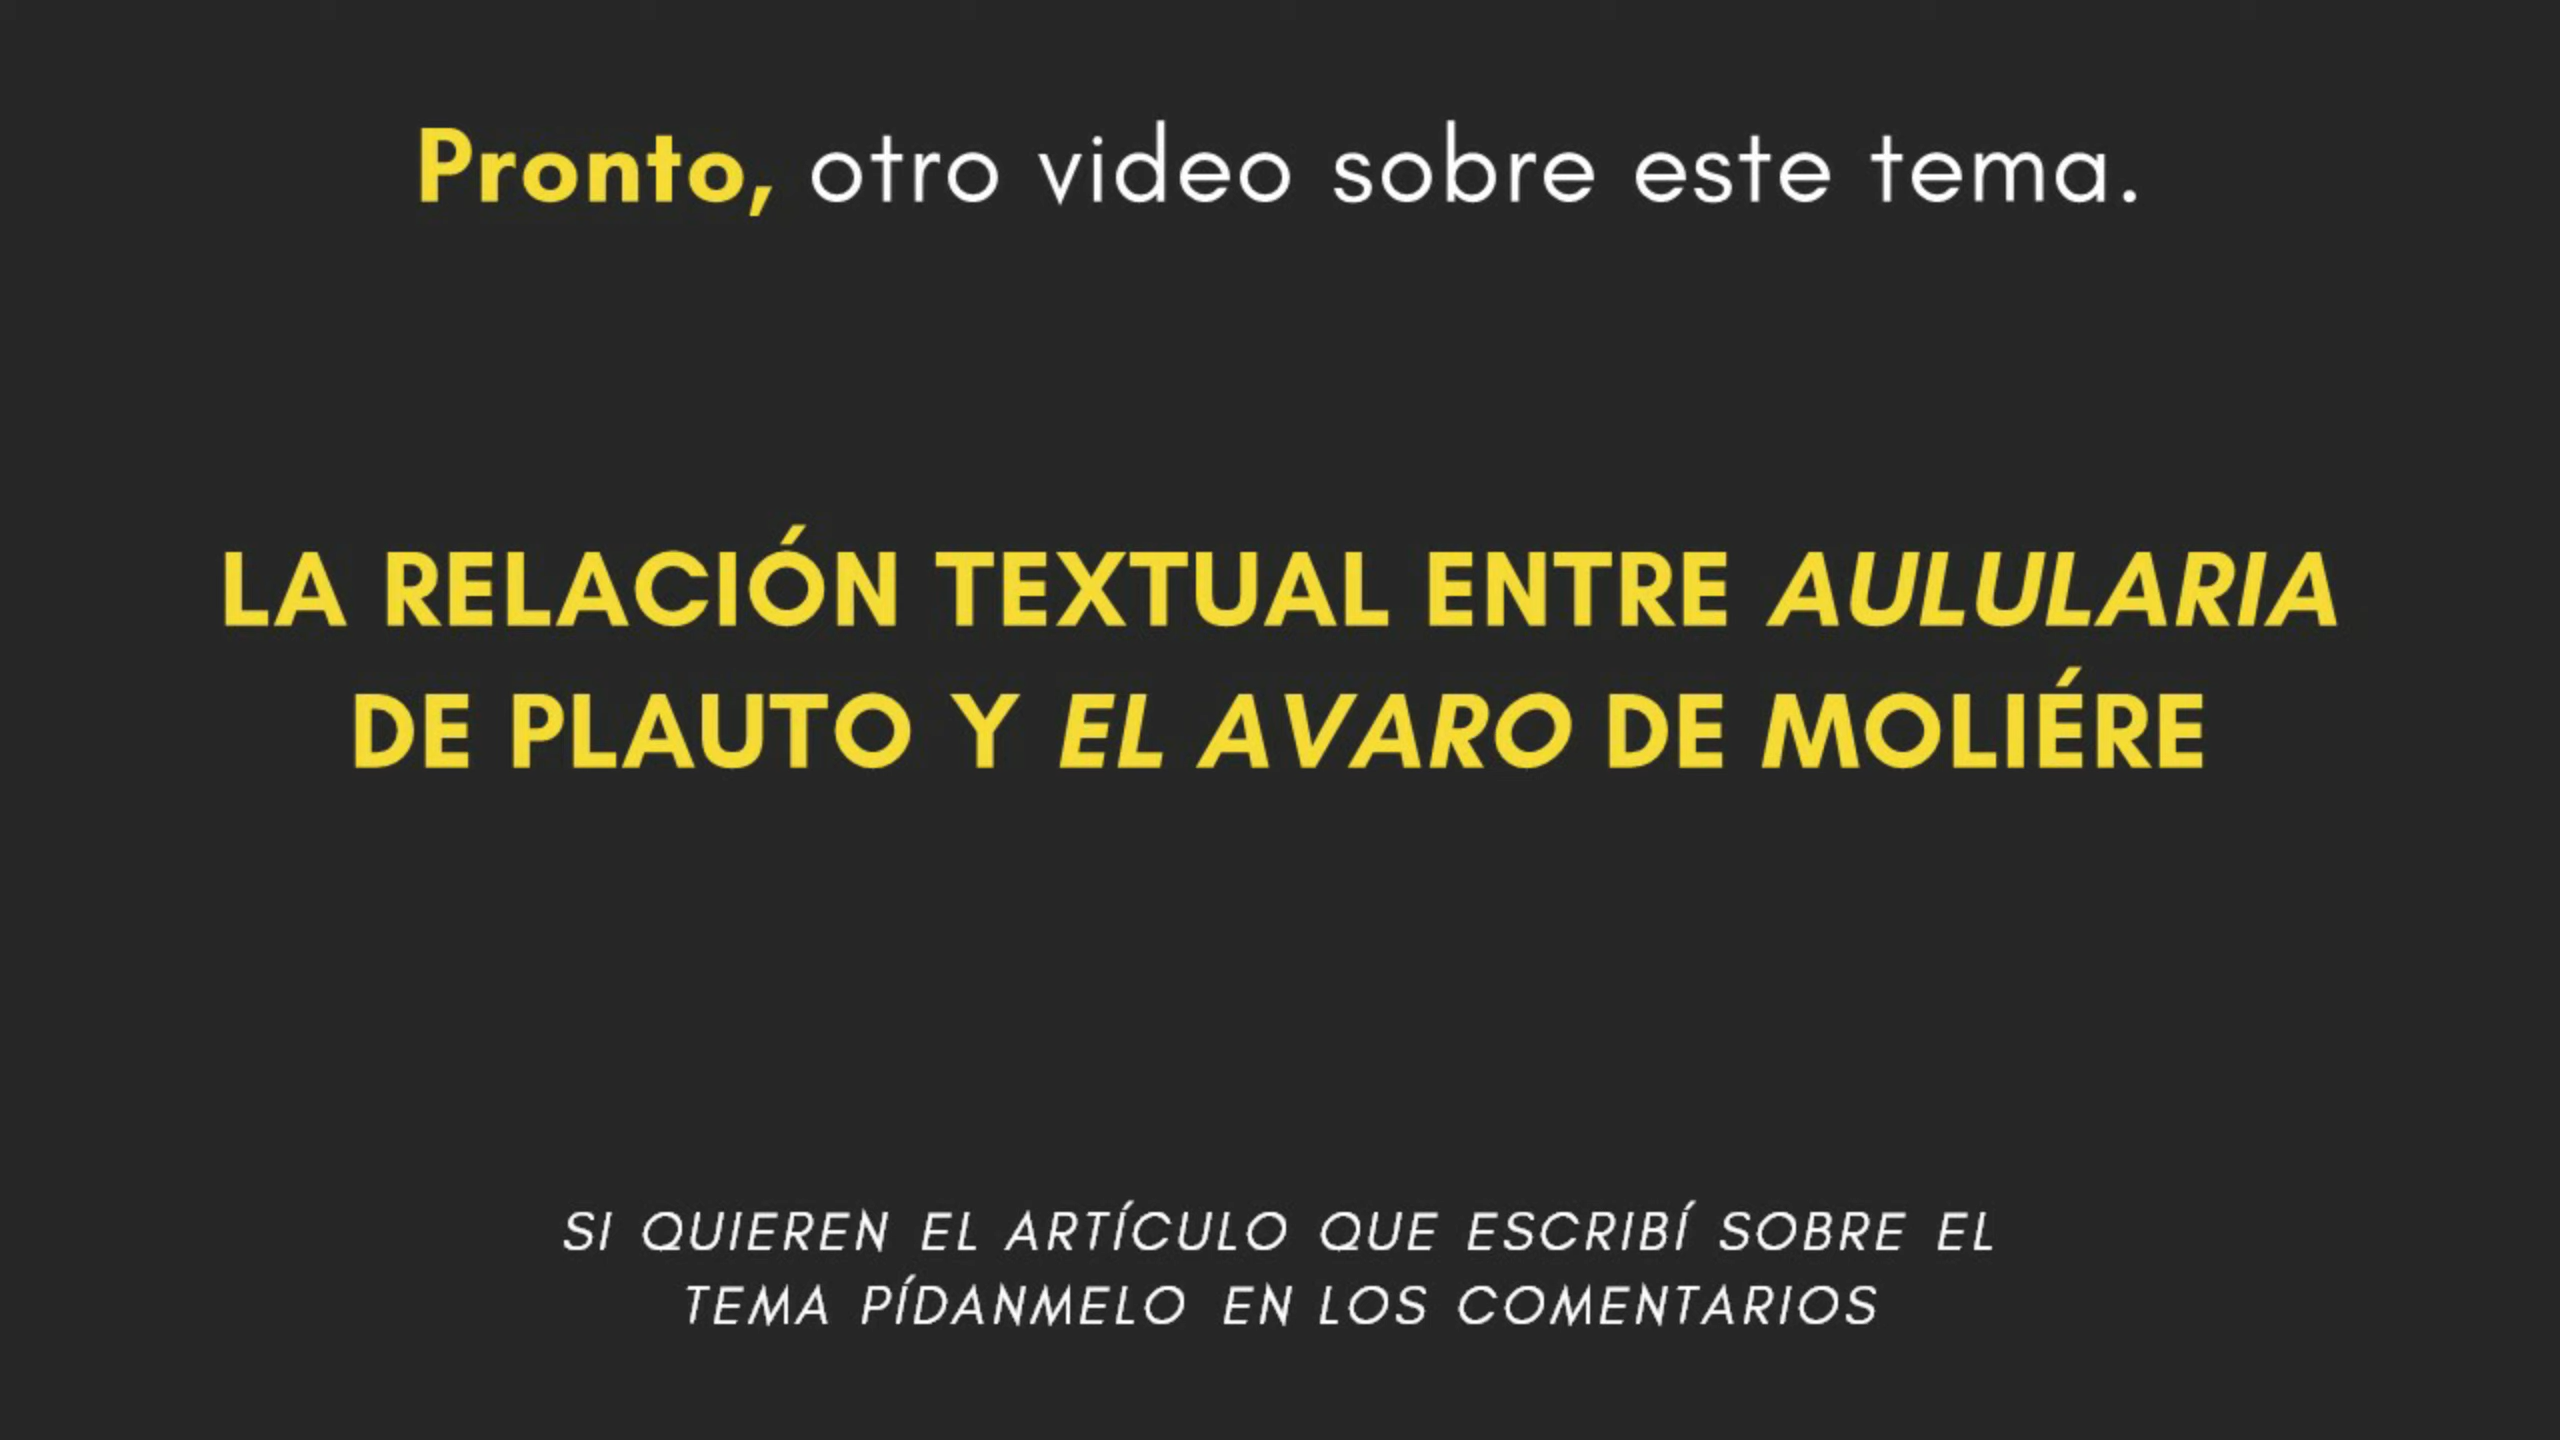 Pronto, otro video sobre este tema.
LA RELACIÓN TEXTUAL ENTRE AULULARIA
DE PLAUTO Y EL AVARO DE MOLIÉRE
SI QUIEREN EL ARTÍCULO QUE ESCRIBÍ SOBRE EL
TEMA PÍDANMELO EN LOS COMENTARIOS